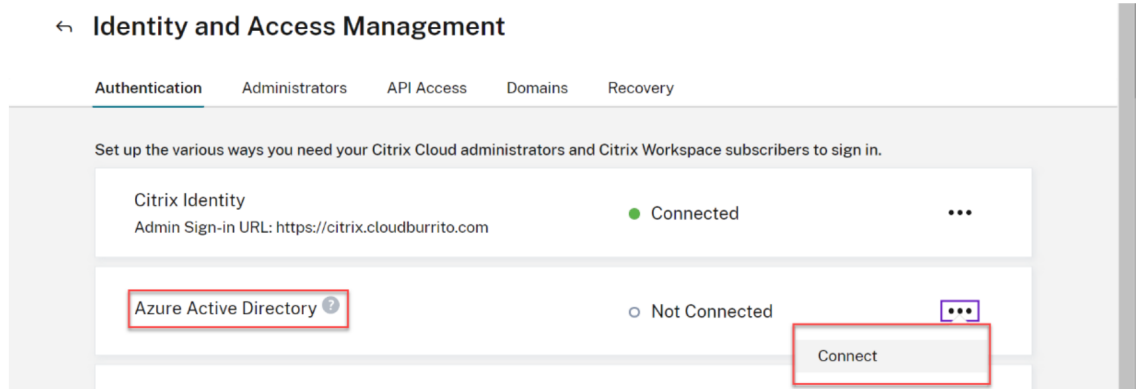 Identity and Access Management
Authentication Administrators API Access Domains Recovery
Set up the various ways you need your Citrix Cloud administrators and Citrix Workspace subscribers to sign in.
Citrix Identity
Admin Sign-in URL: https://citrix.cloudburrito.com
Connected
Azure Active Directory ?
Not Connected
Connect